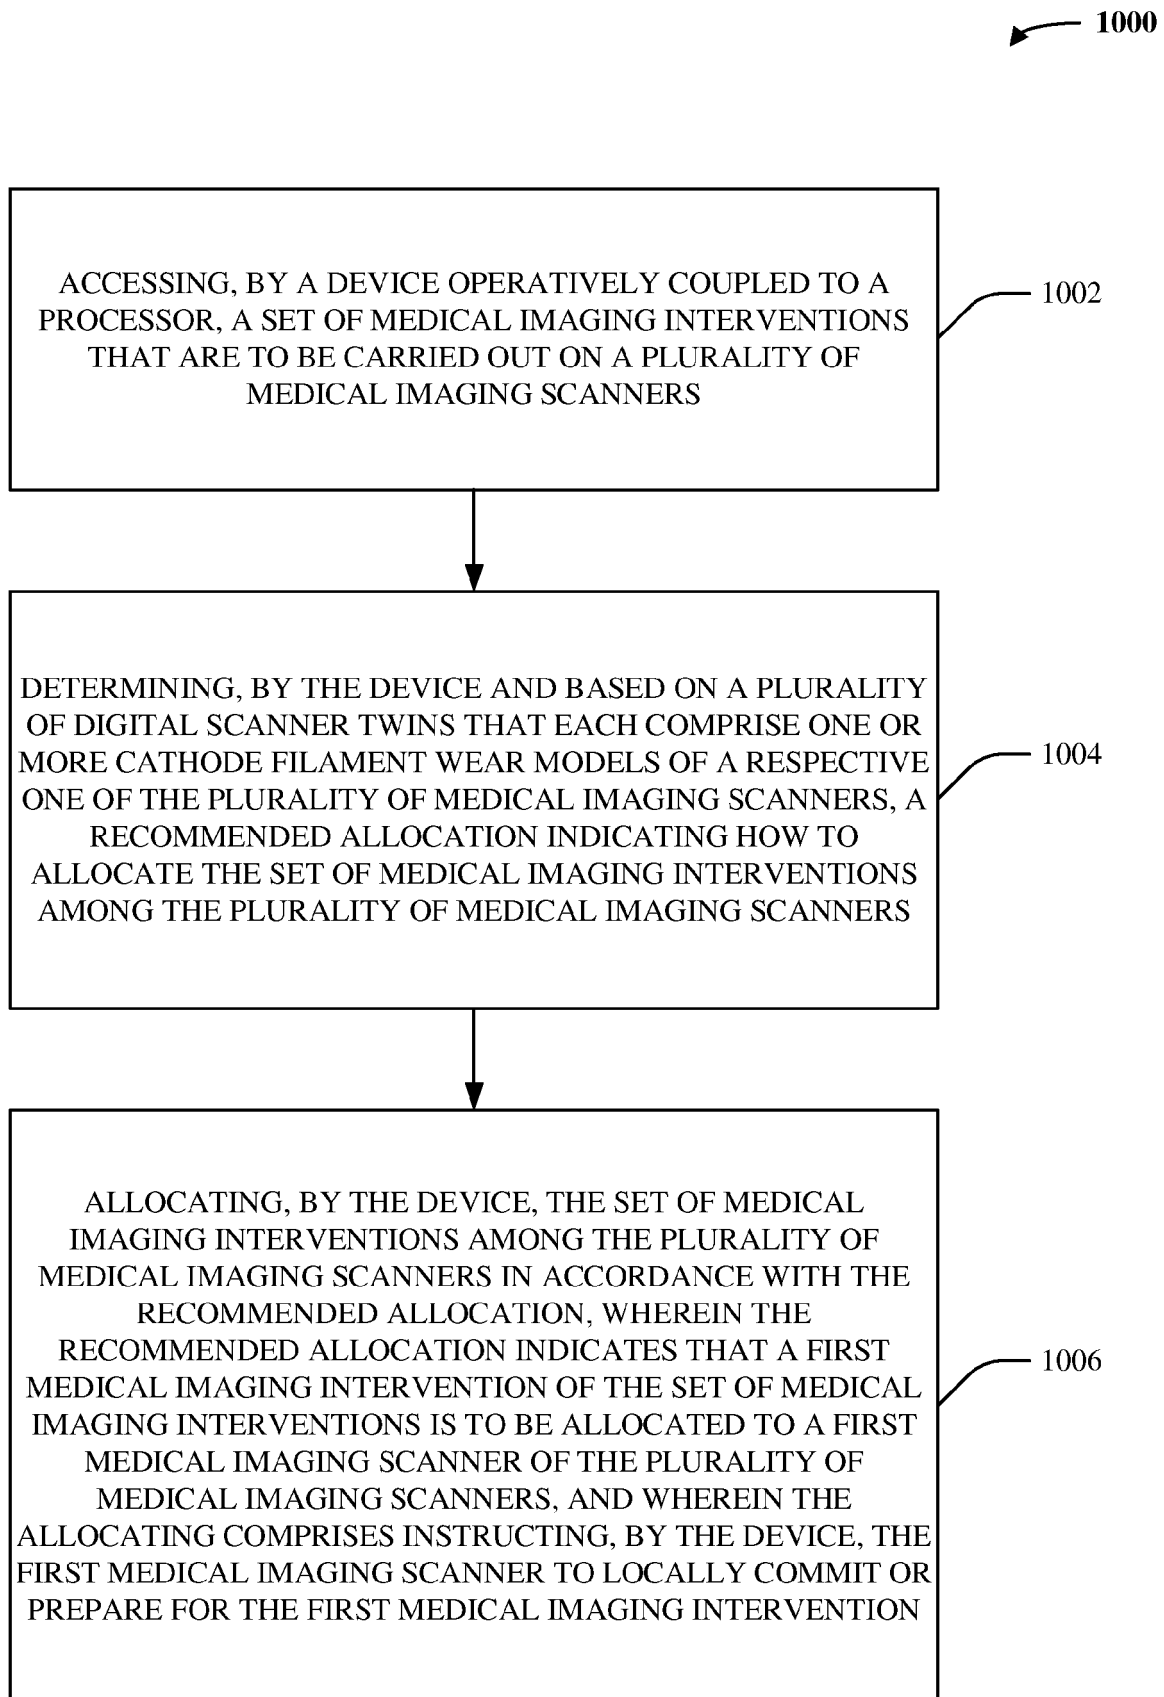 1000
ACCESSING, BY A DEVICE OPERATIVELY COUPLED TO A
PROCESSOR, A SET OF MEDICAL IMAGING INTERVENTIONS
THAT ARE TO BE CARRIED OUT ON A PLURALITY OF
MEDICAL IMAGING SCANNERS
1002
DETERMINING, BY THE DEVICE AND BASED ON A PLURALITY
OF DIGITAL SCANNER TWINS THAT EACH COMPRISE ONE OR
MORE CATHODE FILAMENT WEAR MODELS OF A RESPECTIVE
ONE OF THE PLURALITY OF MEDICAL IMAGING SCANNERS, A
RECOMMENDED ALLOCATION INDICATING HOW TO
ALLOCATE THE SET OF MEDICAL IMAGING INTERVENTIONS
AMONG THE PLURALITY OF MEDICAL IMAGING SCANNERS
1004
ALLOCATING, BY THE DEVICE, THE SET OF MEDICAL
IMAGING INTERVENTIONS AMONG THE PLURALITY OF
MEDICAL IMAGING SCANNERS IN ACCORDANCE WITH THE
RECOMMENDED ALLOCATION, WHEREIN THE
RECOMMENDED ALLOCATION INDICATES THAT A FIRST
MEDICAL IMAGING INTERVENTION OF THE SET OF MEDICAL
IMAGING INTERVENTIONS IS TO BE ALLOCATED TO A FIRST
MEDICAL IMAGING SCANNER OF THE PLURALITY OF
MEDICAL IMAGING SCANNERS, AND WHEREIN THE
ALLOCATING COMPRISES INSTRUCTING, BY THE DEVICE, THE
FIRST MEDICAL IMAGING SCANNER TO LOCALLY COMMIT OR
PREPARE FOR THE FIRST MEDICAL IMAGING INTERVENTION
1006